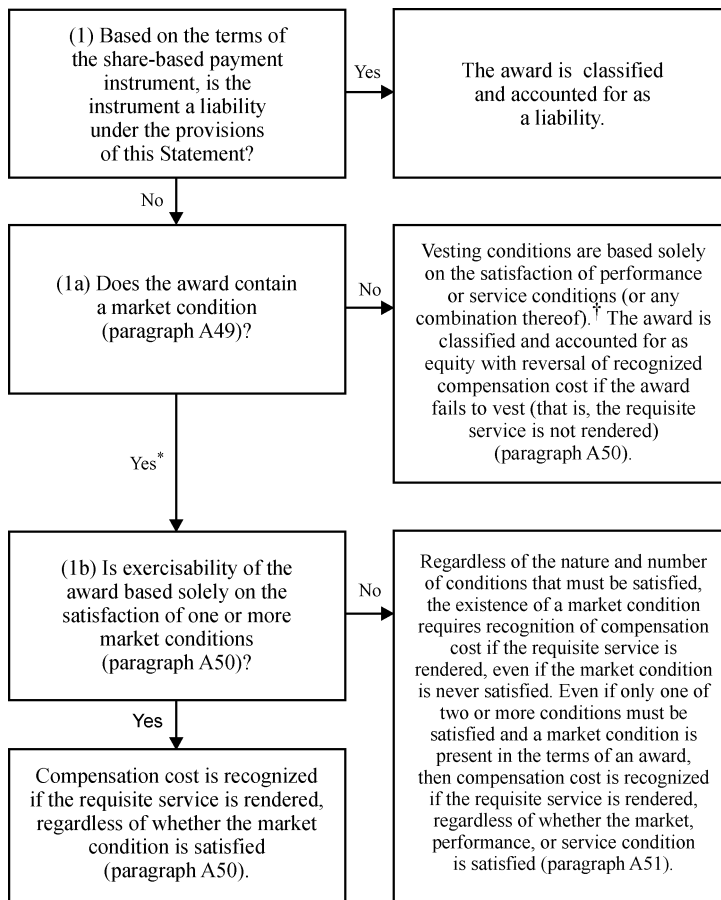 (1) Based on the terms of
the share-based payment
instrument, is the
instrument a liability
under the provisions
of this Statement?
Yes
The award is classified
and accounted for as
a liability.
No
(1a) Does the award contain
a market condition
(paragraph A49)?
No
Vesting conditions are based solely
on the satisfaction of performance
or service conditions (or any
combination thereof).† The award is
classified and accounted for as
equity with reversal of recognized
compensation cost if the award
fails to vest (that is, the requisite
service is not rendered)
(paragraph A50).
Yes*
(1b) Is exercisability of the
award based solely on the
satisfaction of one or more
market conditions
(paragraph A50)?
No
Regardless of the nature and number
of conditions that must be satisfied,
the existence of a market condition
requires recognition of compensation
cost if the requisite service is
rendered, even if the market condition
is never satisfied. Even if only one of
two or more conditions must be
satisfied and a market condition is
present in the terms of an award,
then compensation cost is recognized
if the requisite service is rendered,
regardless of whether the market,
performance, or service condition
is satisfied (paragraph A51).
Yes
Compensation cost is recognized
if the requisite service is rendered,
regardless of whether the market
condition is satisfied
(paragraph A50).